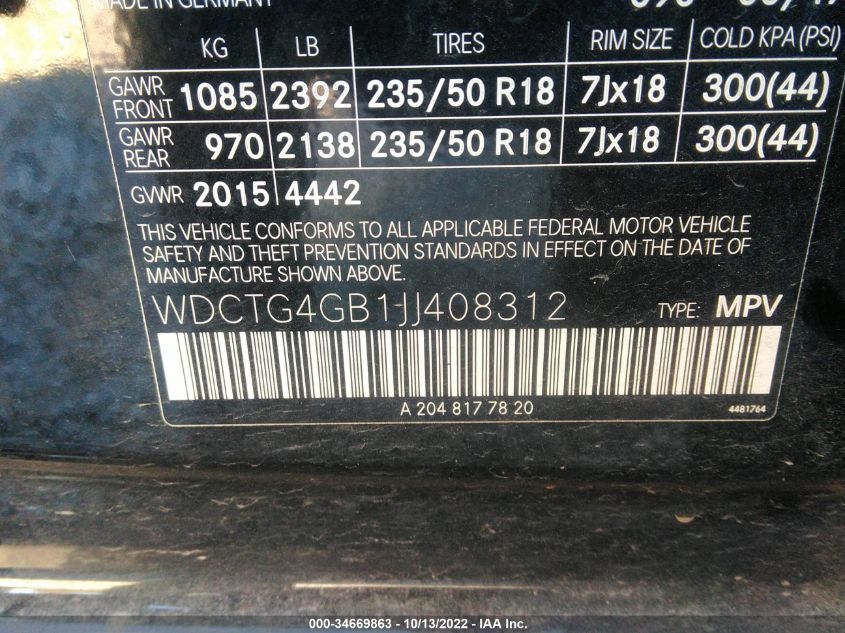 MADE IN GERMANY
KG LB TIRES RIM SIZE COLD KPA (PSI)
GAWR FRONT 1085 2392 235/50 R18 7Jx18 300(44)
GAWR REAR 970 2138 235/50 R18 7Jx18 300(44)
GVWR 2015 4442
THIS VEHICLE CONFORMS TO ALL APPLICABLE FEDERAL MOTOR VEHICLE
SAFETY AND THEFT PREVENTION STANDARDS IN EFFECT ON THE DATE OF
MANUFACTURE SHOWN ABOVE.
WDCTG4GB1JJ408312 TYPE: MPV
A 204 817 78 20 4481764
000-34669863 - 10/13/2022 - IAA Inc.